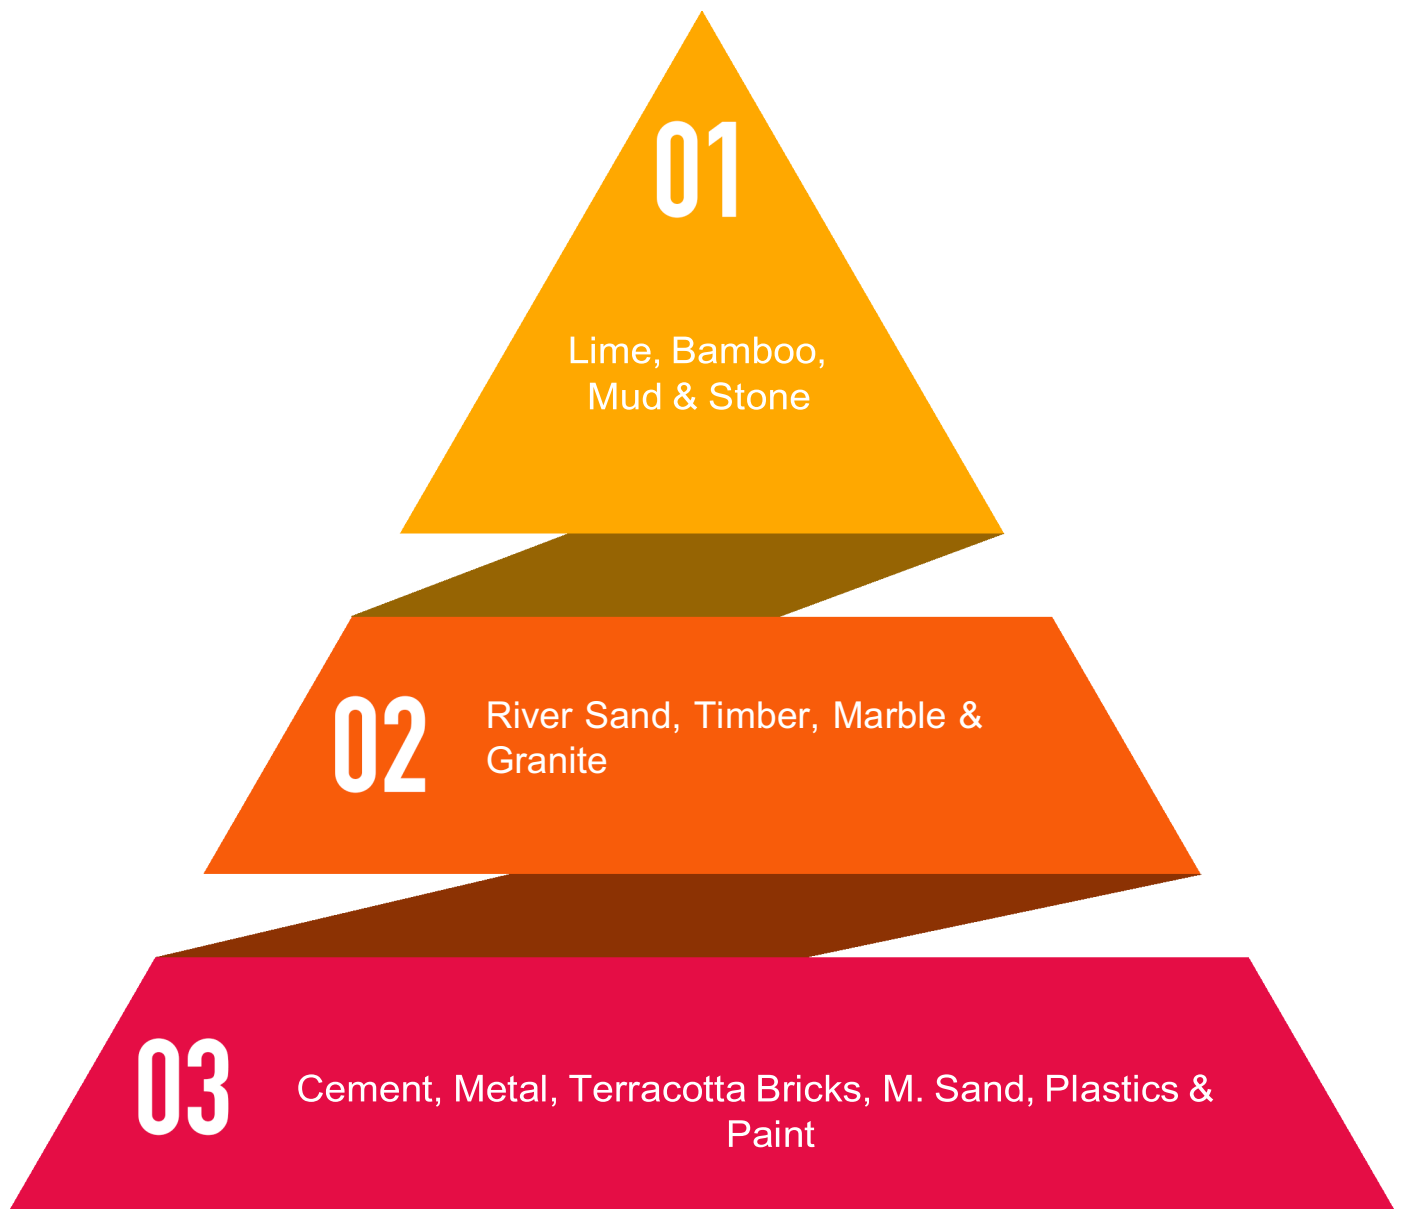 01
Lime, Bamboo,
Mud & Stone
02
River Sand, Timber, Marble &
Granite
03
Cement, Metal, Terracotta Bricks, M. Sand, Plastics &
Paint